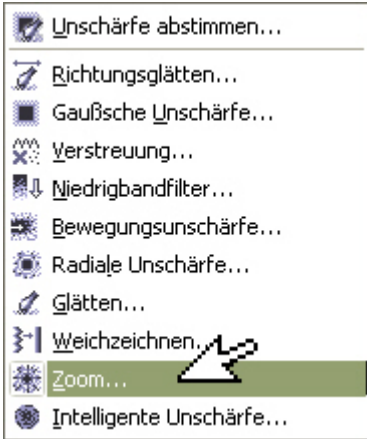 Unschärfe abstimmen...
Richtungsglätten...
Gaußsche Unschärfe...
Verstreuung...
Niedrigbandfilter...
Bewegungsunschärfe...
Radiale Unschärfe...
Glätten...
Weichzeichnen...
Zoom...
Intelligente Unschärfe...